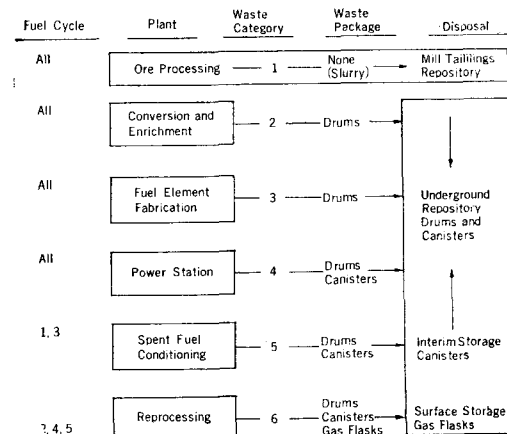 Fuel Cycle Plant Waste Category Waste Package Disposal
All Ore Processing 1 None (Slurry) Mill Taililings Repository
All Conversion and Enrichment 2 Drums
All Fuel Element Fabrication 3 Drums Underground Repository Drums and Canisters
All Power Station 4 Drums Canisters
1, 3 Spent Fuel Conditioning 5 Drums Canisters Interim Storage Canisters
4, 5 Reprocessing 6 Drums Canisters Gas Flasks Surface Storage Gas Flasks